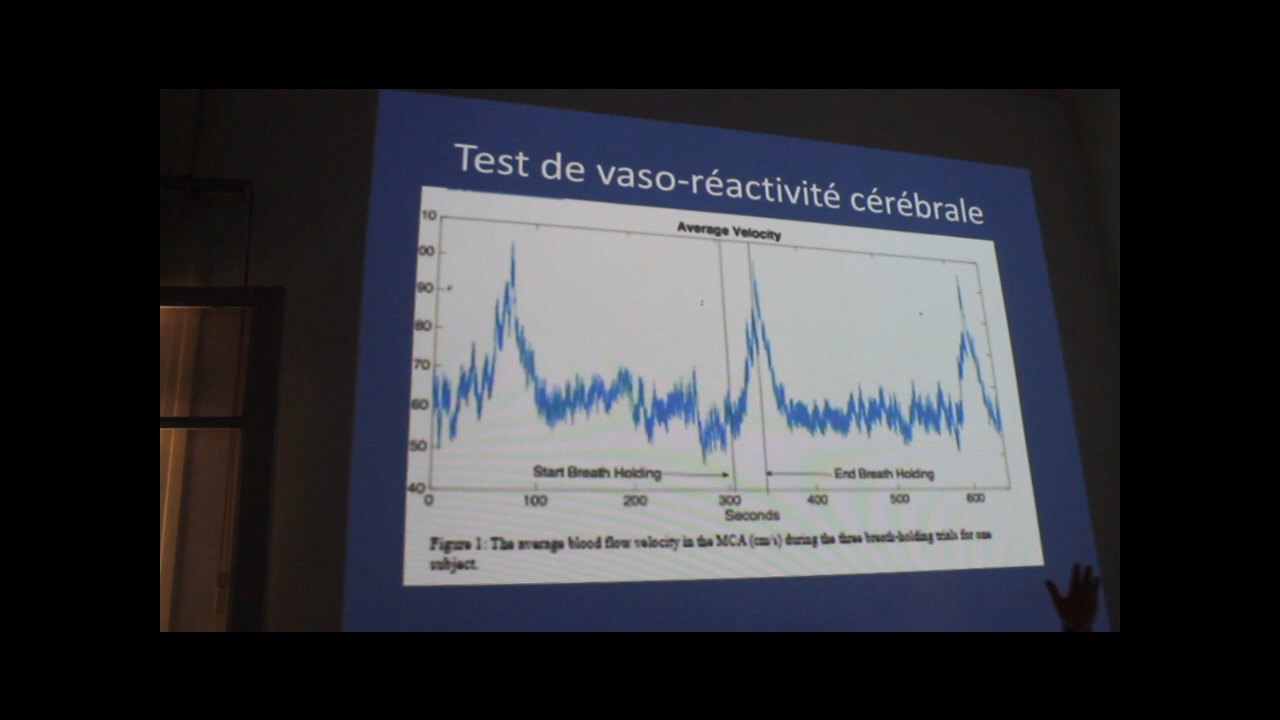 Test de vaso-réactivité cérébrale
Average Velocity
10
00
90
80
70
60
50
40
Start Breath Holding
End Breath Holding
0 100 200 300 400 500 600
Seconds
Figure 1: The average blood flow velocity in the MCA (cm/s) during the three breath-holding trials for one
subject.